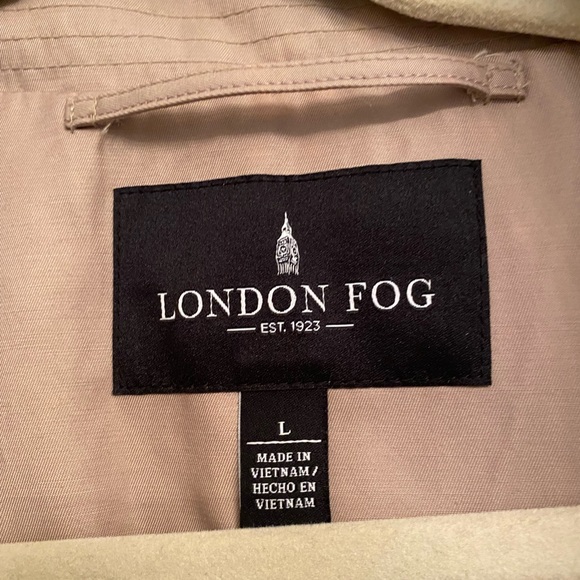 LONDON FOG
EST. 1923
L
MADE IN
VIETNAM/
HECHO EN
VIETNAM